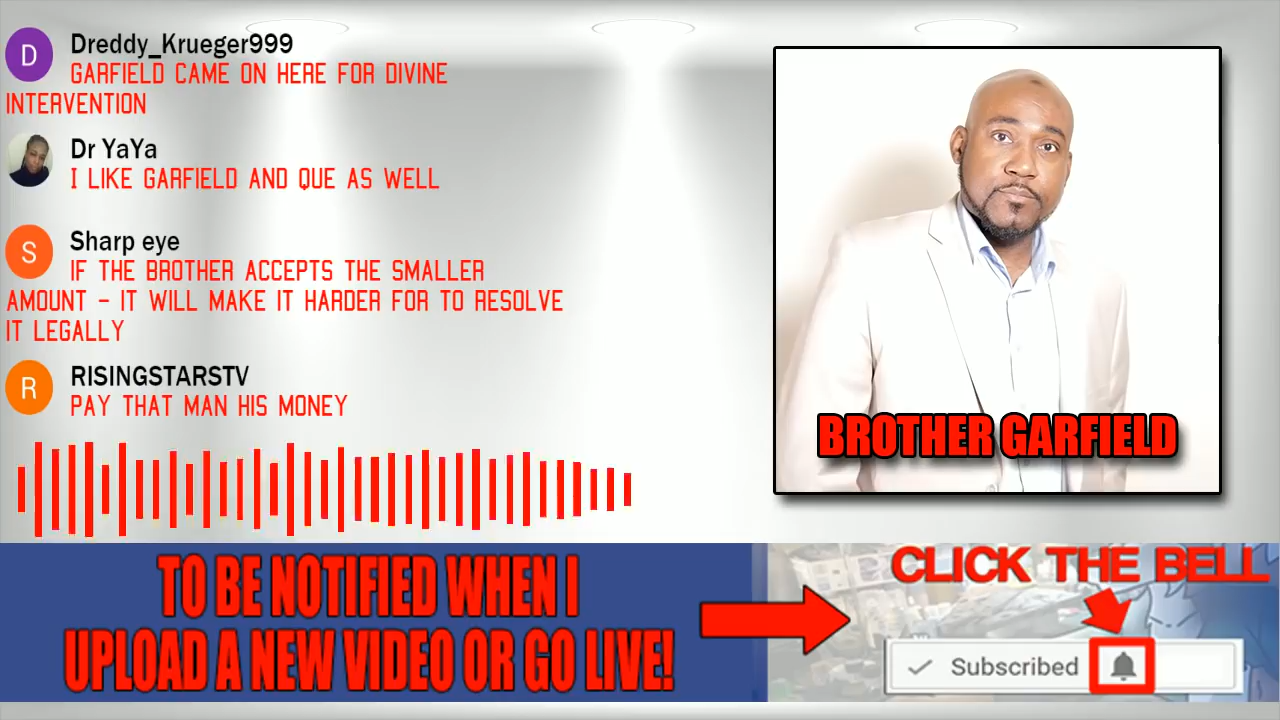 D
Dreddy_Krueger999
GARFIELD CAME ON HERE FOR DIVINE
INTERVENTION
Dr YaYa
I LIKE GARFIELD AND QUE AS WELL
S
Sharp eye
IF THE BROTHER ACCEPTS THE SMALLER
AMOUNT - IT WILL MAKE IT HARDER FOR TO RESOLVE
IT LEGALLY
R
RISINGSTARSTV
PAY THAT MAN HIS MONEY
BROTHER GARFIELD
TO BE NOTIFIED WHEN I
UPLOAD A NEW VIDEO OR GO LIVE!
CLICK THE BELL
Subscribed